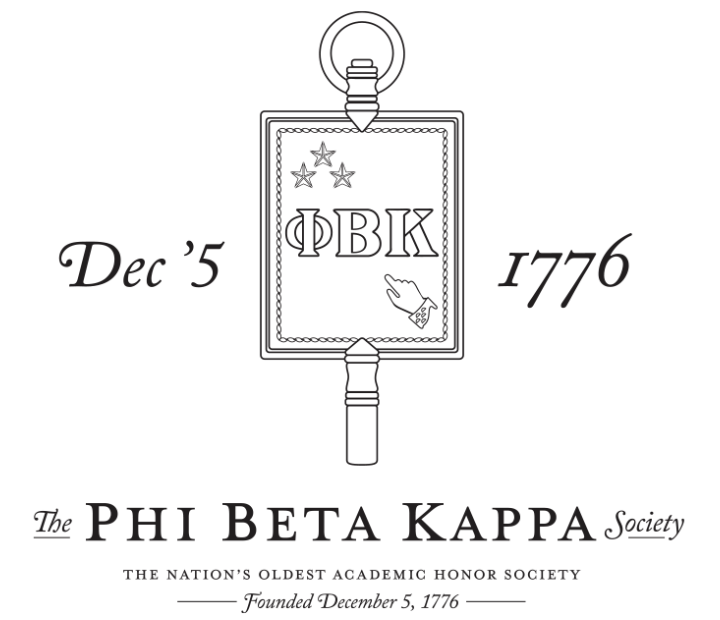 ΦΒΚ
Dec ’5 1776
The PHI BETA KAPPA Society
THE NATION’S OLDEST ACADEMIC HONOR SOCIETY
Founded December 5, 1776